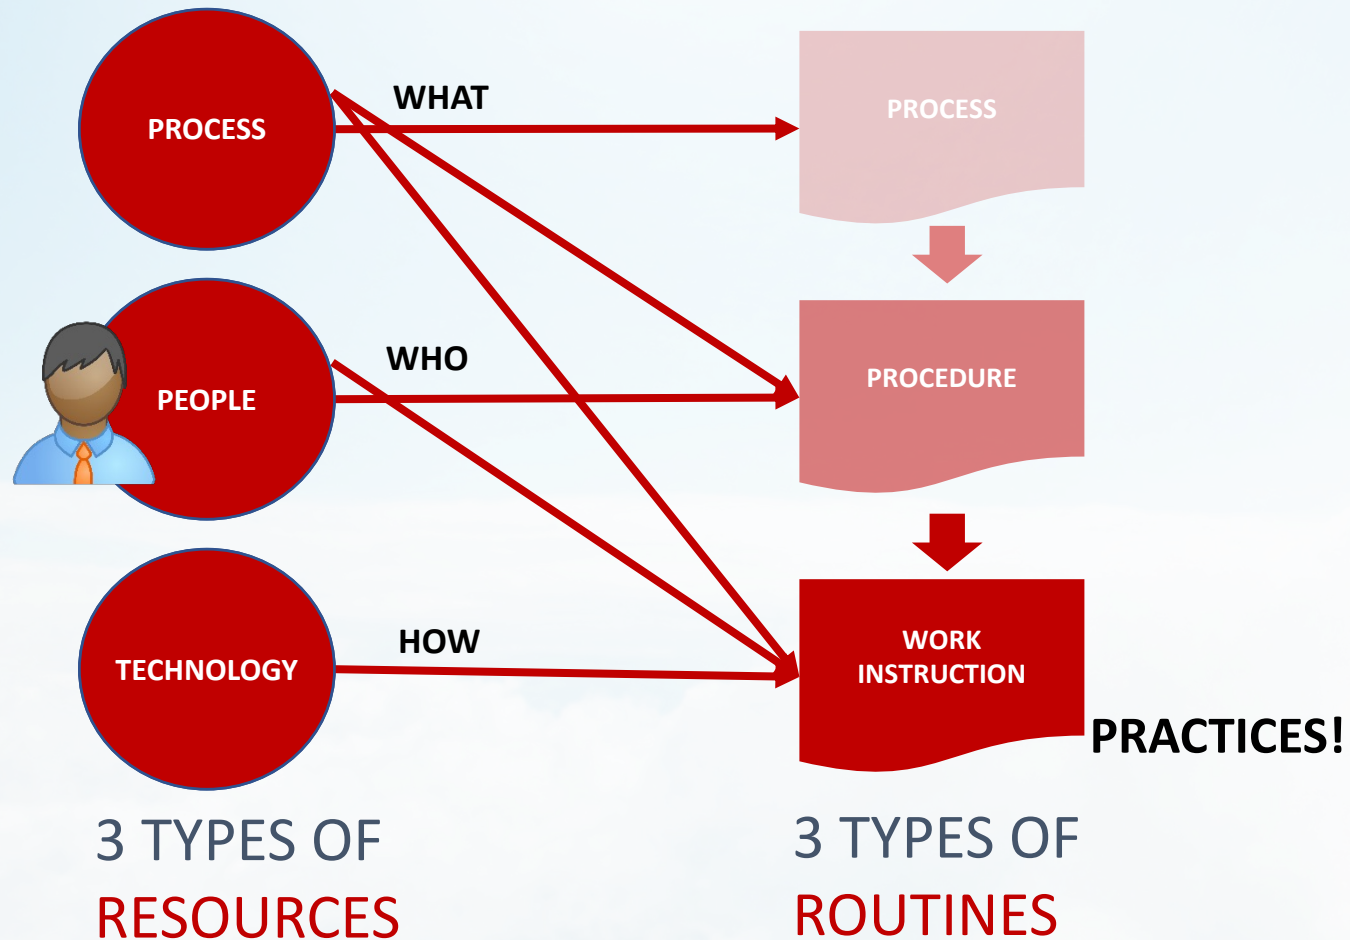 PROCESS
WHAT
PROCESS
PEOPLE
WHO
PROCEDURE
TECHNOLOGY
HOW
WORK
INSTRUCTION
PRACTICES!
3 TYPES OF
RESOURCES
3 TYPES OF
ROUTINES